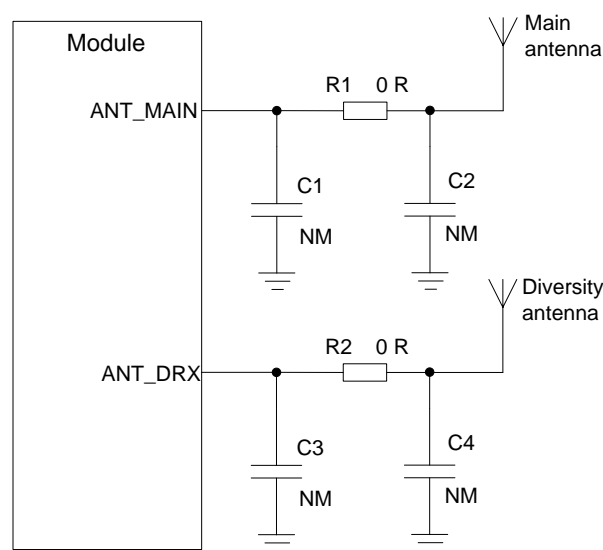 Module
Main
antenna
R1 0 R
ANT_MAIN
C1
C2
NM
NM
Diversity
antenna
R2 0 R
ANT_DRX
C3
C4
NM
NM